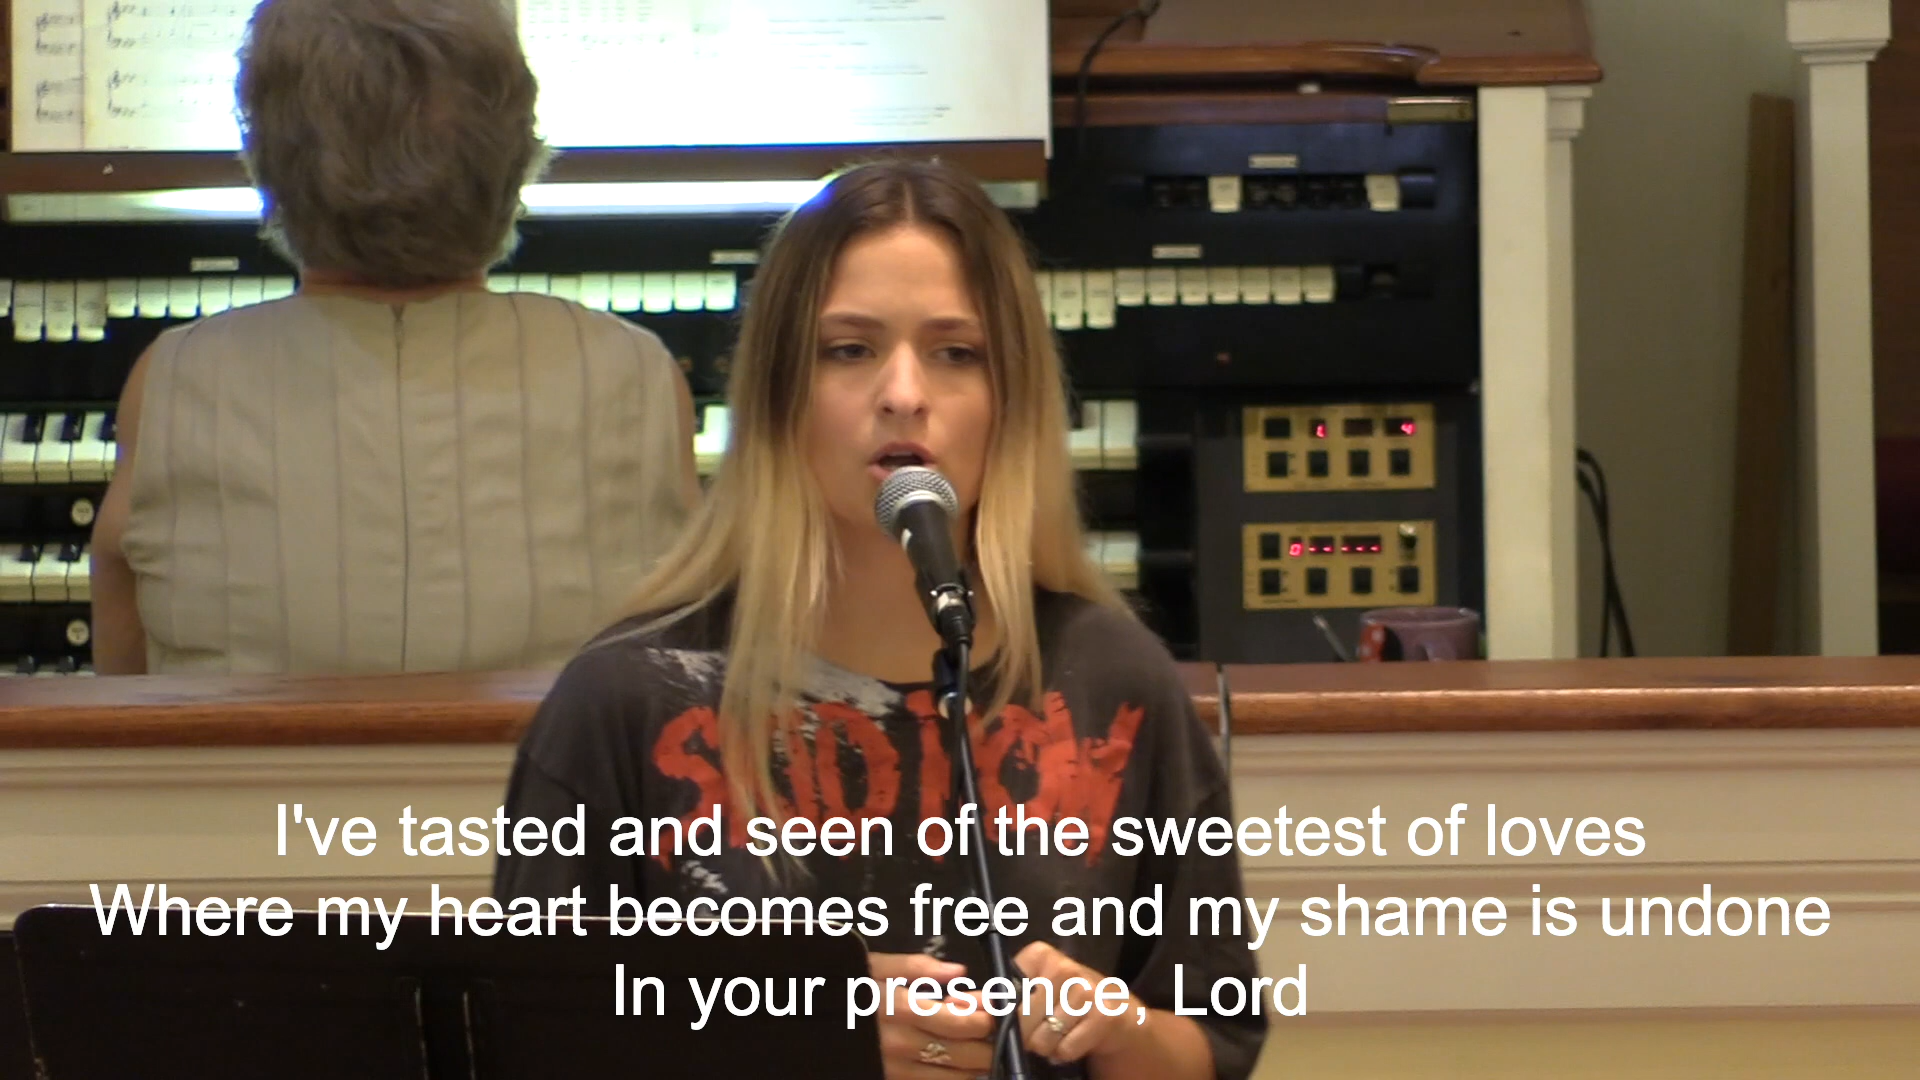 I've tasted and seen of the sweetest of loves
Where my heart becomes free and my shame is undone
In your presence, Lord